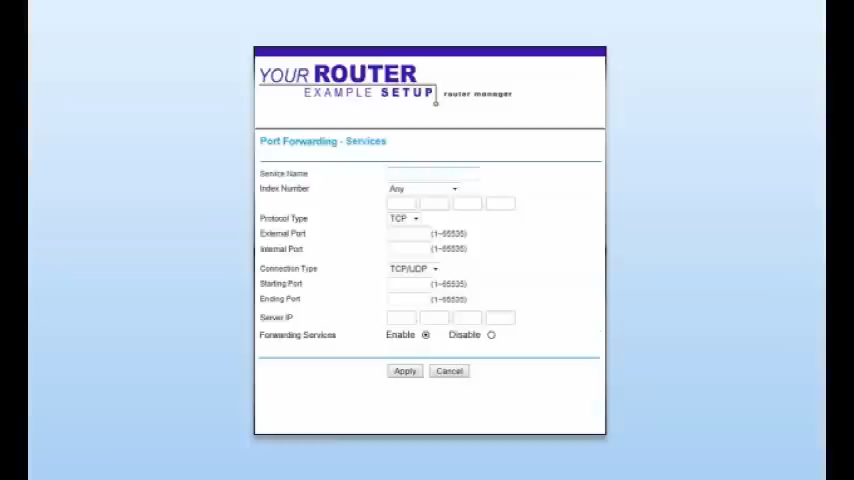 YOUR ROUTER
EXAMPLE SETUP router manager
Port Forwarding - Services
Service Name
Index Number Any
Protocol Type TCP
External Port (1~65535)
Internal Port (1~65535)
Connection Type TCP/UDP
Starting Port (1~65535)
Ending Port (1~65535)
Server IP
Forwarding Services Enable Disable
Apply Cancel